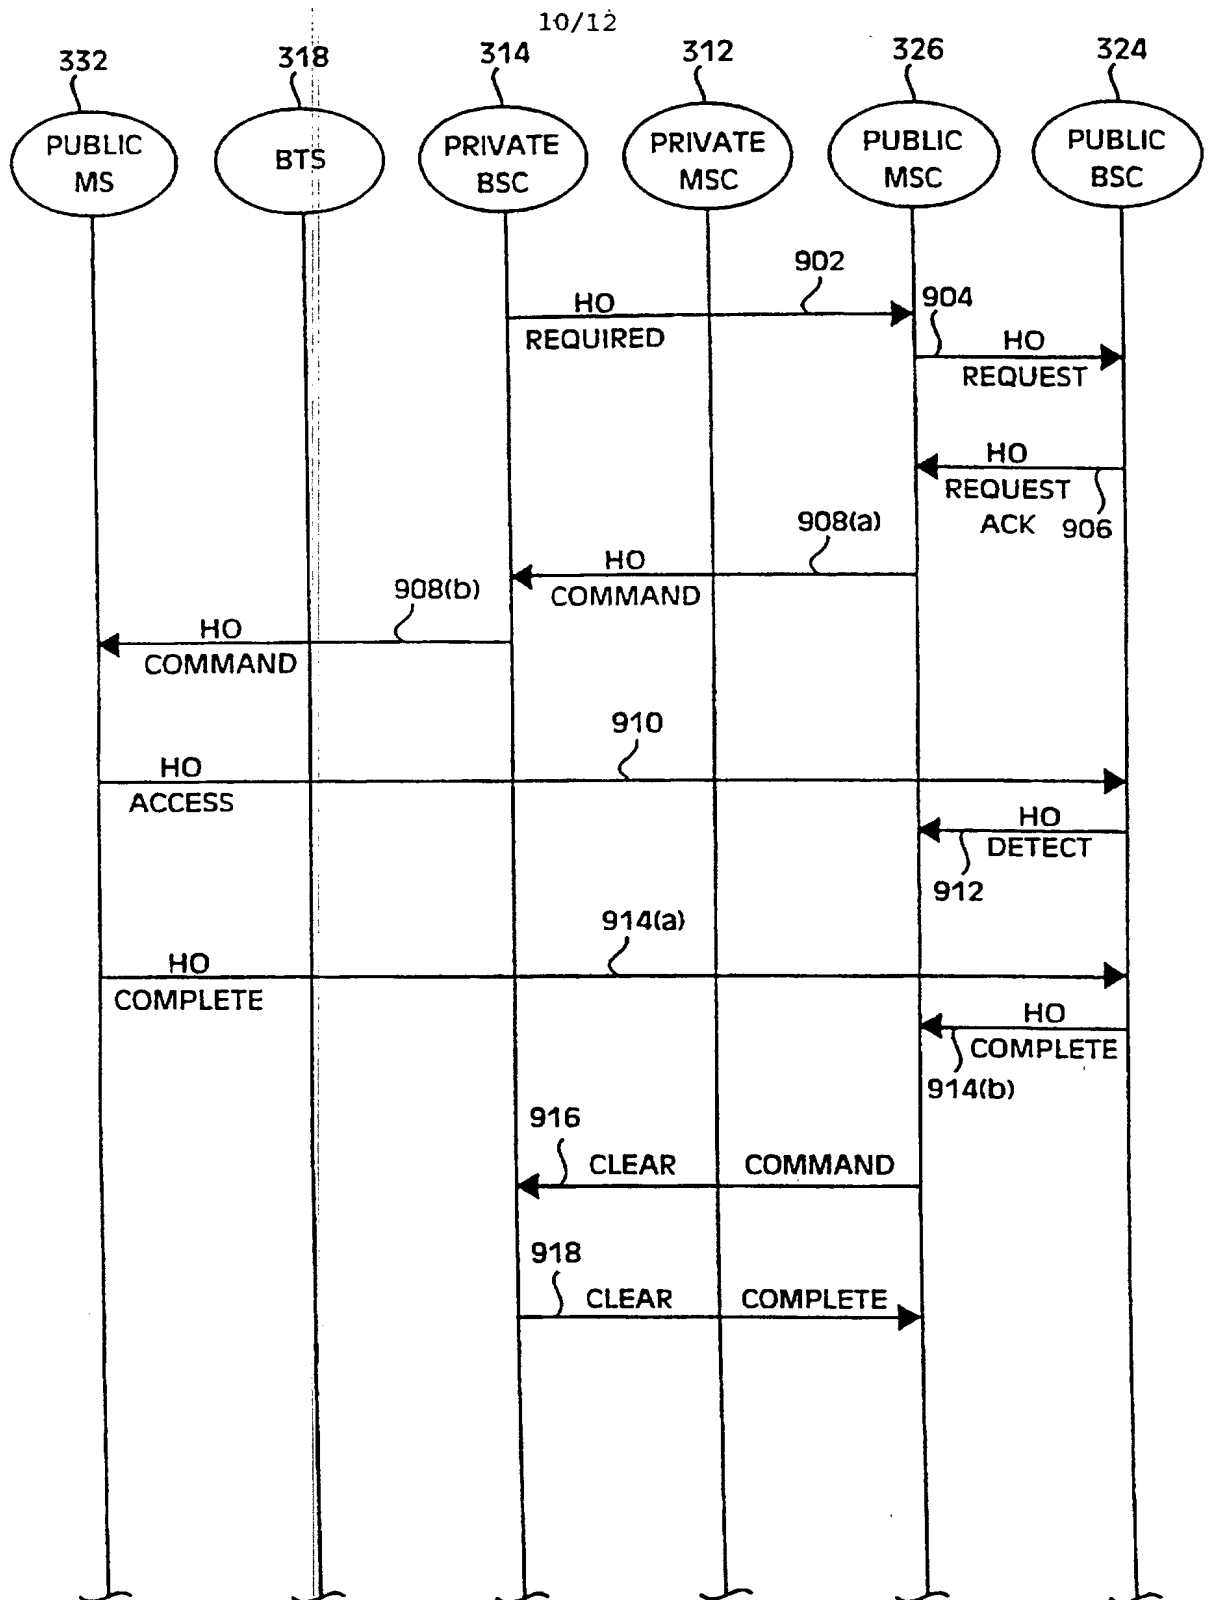 10/12
332 318 314 312 326 324
PUBLIC MS
BTS
PRIVATE BSC
PRIVATE MSC
PUBLIC MSC
PUBLIC BSC
902
HO
REQUIRED
904
HO
REQUEST
HO
REQUEST
ACK 906
908(a)
HO
COMMAND
908(b)
HO
COMMAND
910
HO
ACCESS
HO
DETECT
912
914(a)
HO
COMPLETE
HO
COMPLETE
914(b)
916
CLEAR COMMAND
918
CLEAR COMPLETE